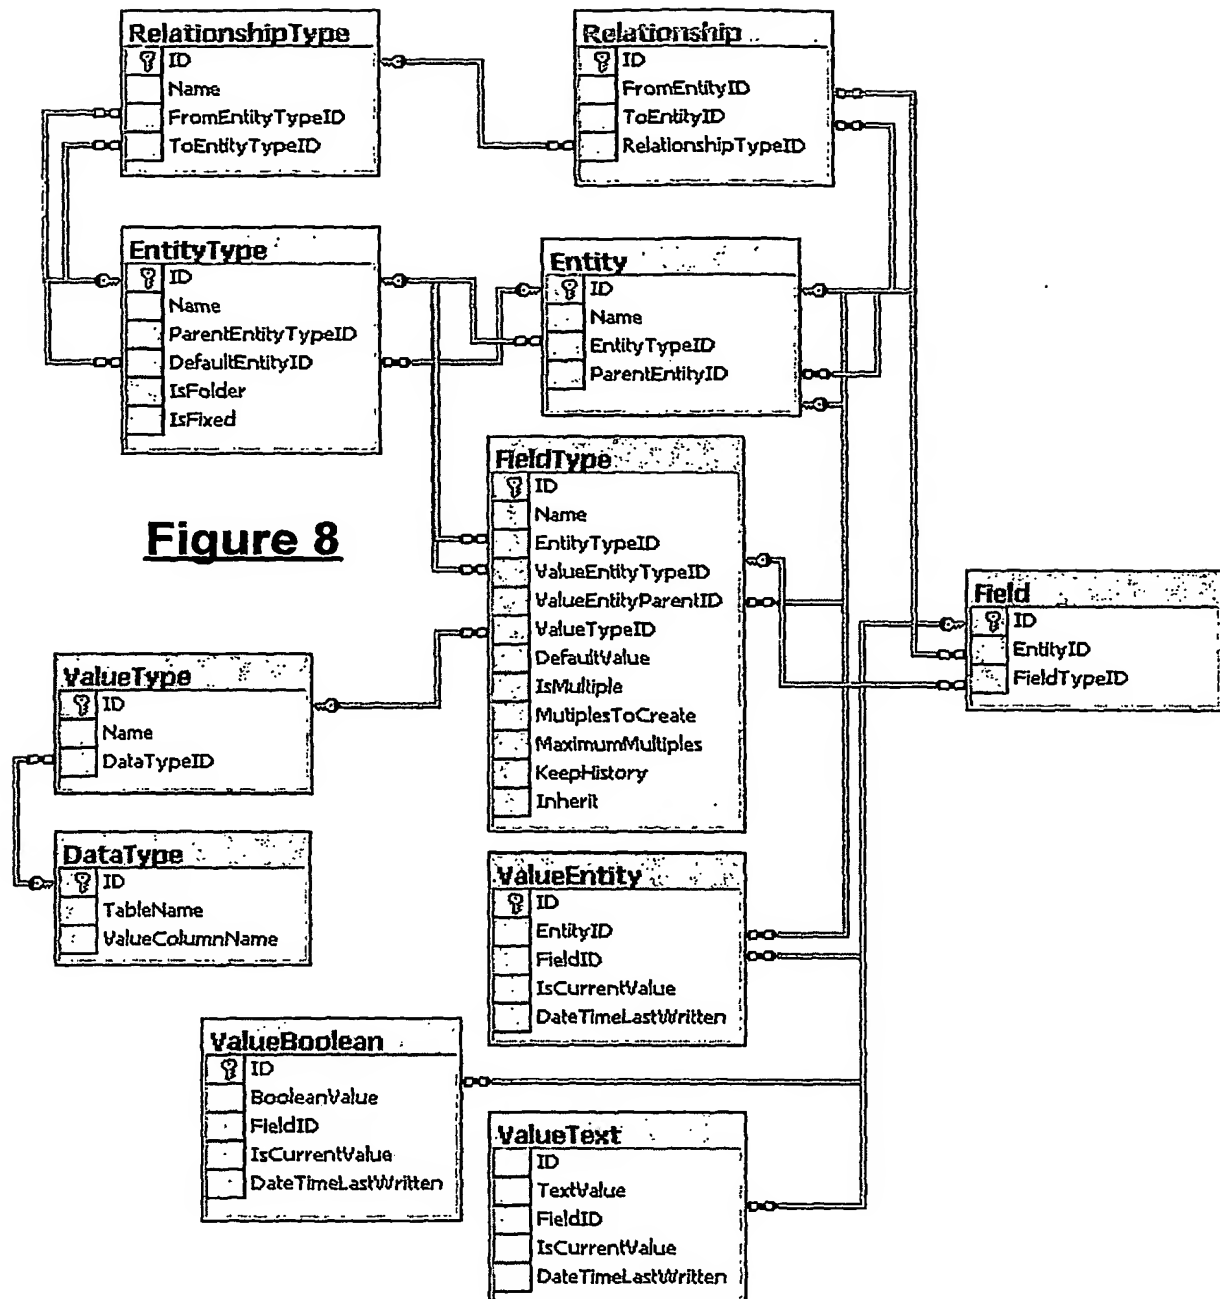 RelationshipType
ID
Name
FromEntityTypeID
ToEntityTypeID
Relationship
ID
FromEntityID
ToEntityID
RelationshipTypeID
EntityType
ID
Name
ParentEntityTypeID
DefaultEntityID
IsFolder
IsFixed
Entity
ID
Name
EntityTypeID
ParentEntityID
FieldType
ID
Name
EntityTypeID
ValueEntityTypeID
ValueEntityParentID
ValueTypeID
DefaultValue
IsMultiple
MutiplesToCreate
MaximumMultiples
KeepHistory
Inherit
Figure 8
Field
ID
EntityID
FieldTypeID
ValueType
ID
Name
DataTypeID
DataType
ID
TableName
ValueColumnName
ValueEntity
ID
EntityID
FieldID
IsCurrentValue
DateTimeLastWritten
ValueBoolean
ID
BooleanValue
FieldID
IsCurrentValue
DateTimeLastWritten
ValueText
ID
TextValue
FieldID
IsCurrentValue
DateTimeLastWritten